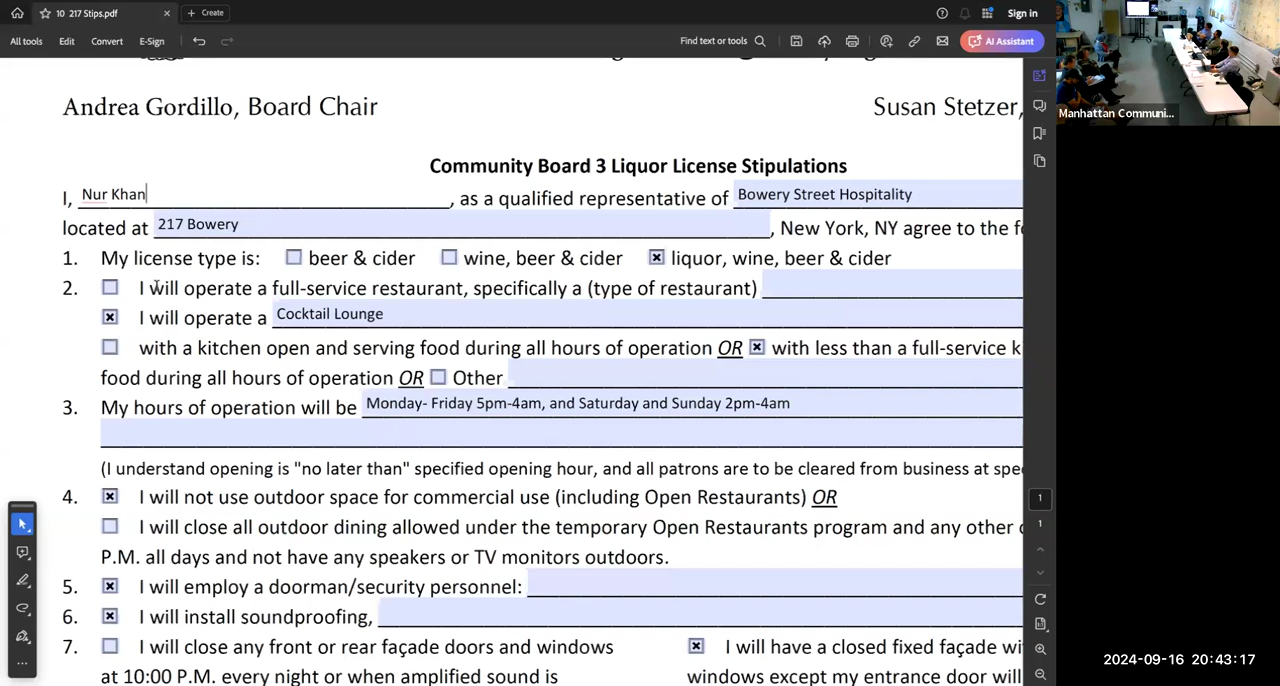 10 217 Stips.pdf
Create
Sign in
All tools
Edit
Convert
E-Sign
Find text or tools
AI Assistant
Andrea Gordillo, Board Chair
Susan Stetzer,
Community Board 3 Liquor License Stipulations
I, Nur Khan, as a qualified representative of Bowery Street Hospitality
located at 217 Bowery, New York, NY agree to the fo
1. My license type is: beer & cider wine, beer & cider liquor, wine, beer & cider
2. I will operate a full-service restaurant, specifically a (type of restaurant)
I will operate a Cocktail Lounge
with a kitchen open and serving food during all hours of operation OR with less than a full-service k
food during all hours of operation OR Other
3. My hours of operation will be Monday- Friday 5pm-4am, and Saturday and Sunday 2pm-4am
(I understand opening is "no later than" specified opening hour, and all patrons are to be cleared from business at spe
4. I will not use outdoor space for commercial use (including Open Restaurants) OR
I will close all outdoor dining allowed under the temporary Open Restaurants program and any other
P.M. all days and not have any speakers or TV monitors outdoors.
5. I will employ a doorman/security personnel:
6. I will install soundproofing,
7. I will close any front or rear façade doors and windows I will have a closed fixed façade wi
at 10:00 P.M. every night or when amplified sound is windows except my entrance door will
1
1
Manhattan Communi...
2024-09-16 20:43:17